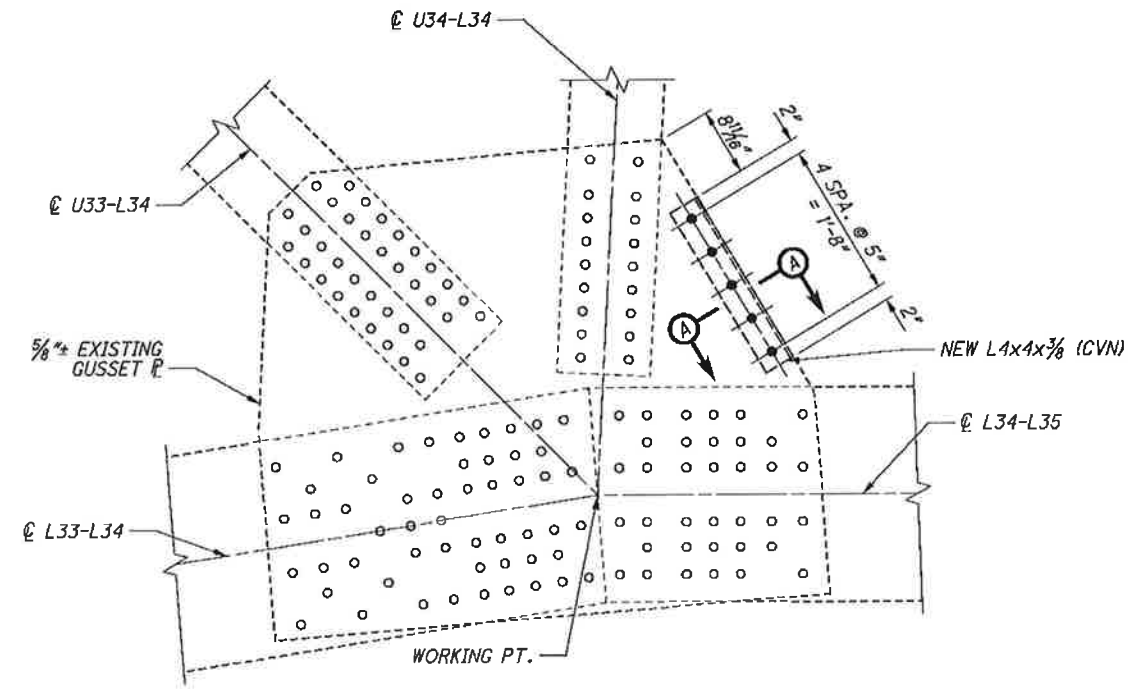 ℄ U34-L34
8 11/16"
2"
4 SPA. @ 5"
= 1'-8"
2"
℄ U33-L34
A
A
5/8"± EXISTING
GUSSET ℄
NEW L4x4x3/8 (CVN)
℄ L34-L35
℄ L33-L34
WORKING PT.